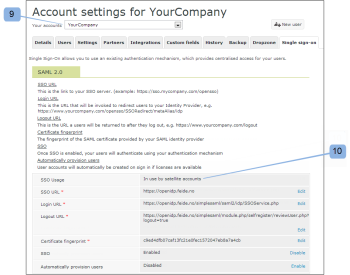 Account settings for YourCompany
9
Your accounts YourCompany
New user
Details Users Settings Partners Integrations Custom fields History Backup Dropzone Single sign-on
Single Sign-On allows you to use an existing authentication mechanism, which provides centralised access for your users.
SAML 2.0
SSO URL
This is the link to your SSO server. (example: https://sso.mycompany.com/openсsso)
Login URL
This is the URL that will be invoked to redirect users to your Identity Provider, e.g.
https://www.yourcompany.com/opensso/SSORedirect/metaAlias/idp
Logout URL
This is the URL a users will be returned to after they log out, e.g. https://www.yourcompany.com/logout
Certificate fingerprint
The fingerprint of the SAML certificate provided by your SAML identity provider
SSO
Once SSO is enabled, your users will authenticate using your authentication mechanism
Automatically provision users
User accounts will automatically be created on sign in if licenses are available
10
SSO usage In use by satellite accounts
SSO URL * https://openidp.feide.no Edit
Login URL * https://openidp.feide.no/simplesaml/saml2/idp/SSOService.php Edit
Logout URL * https://openidp.feide.no/simplesaml/module.php/selfregister/reviewUser.php?
logout=true
Edit
Certificate fingerprint * Edit
SSO Enabled Disable
Automatically provision users Disabled Enable